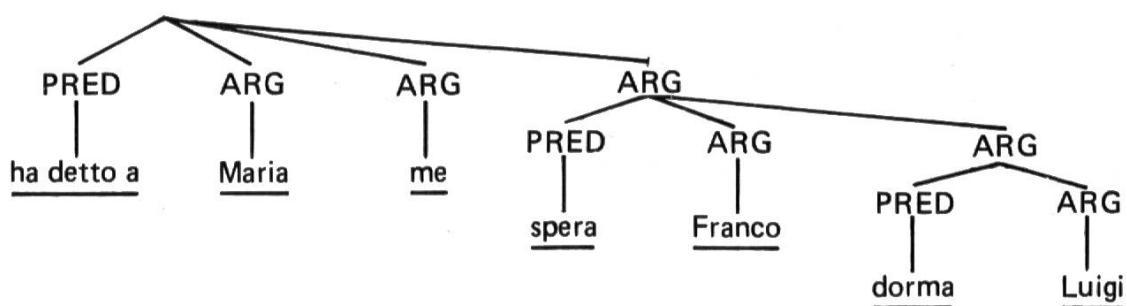 PRED ARG ARG ARG
PRED ARG ARG
ha detto a Maria me
PRED ARG
spera Franco
dorma Luigi